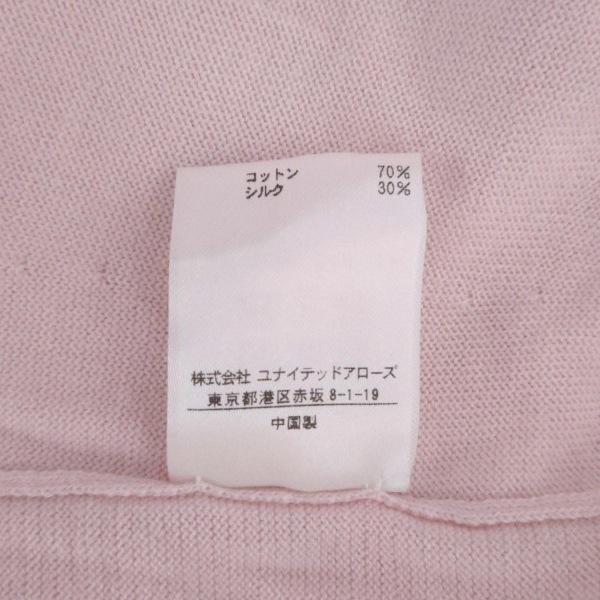 コットン 70%
シルク 30%
株式会社 ユナイテッドアローズ
東京都港区赤坂 8-1-19
中国製